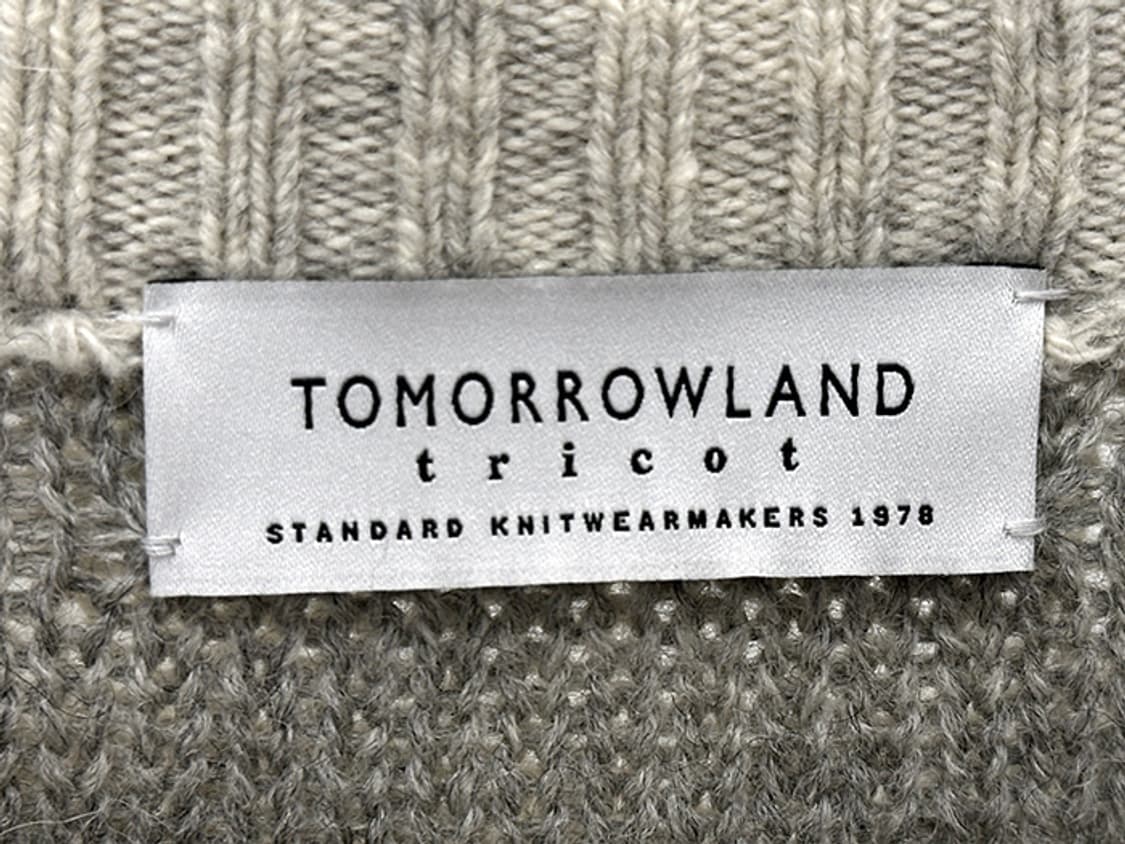 TOMORROWLAND
tricot
STANDARD KNITWEARMAKERS 1978